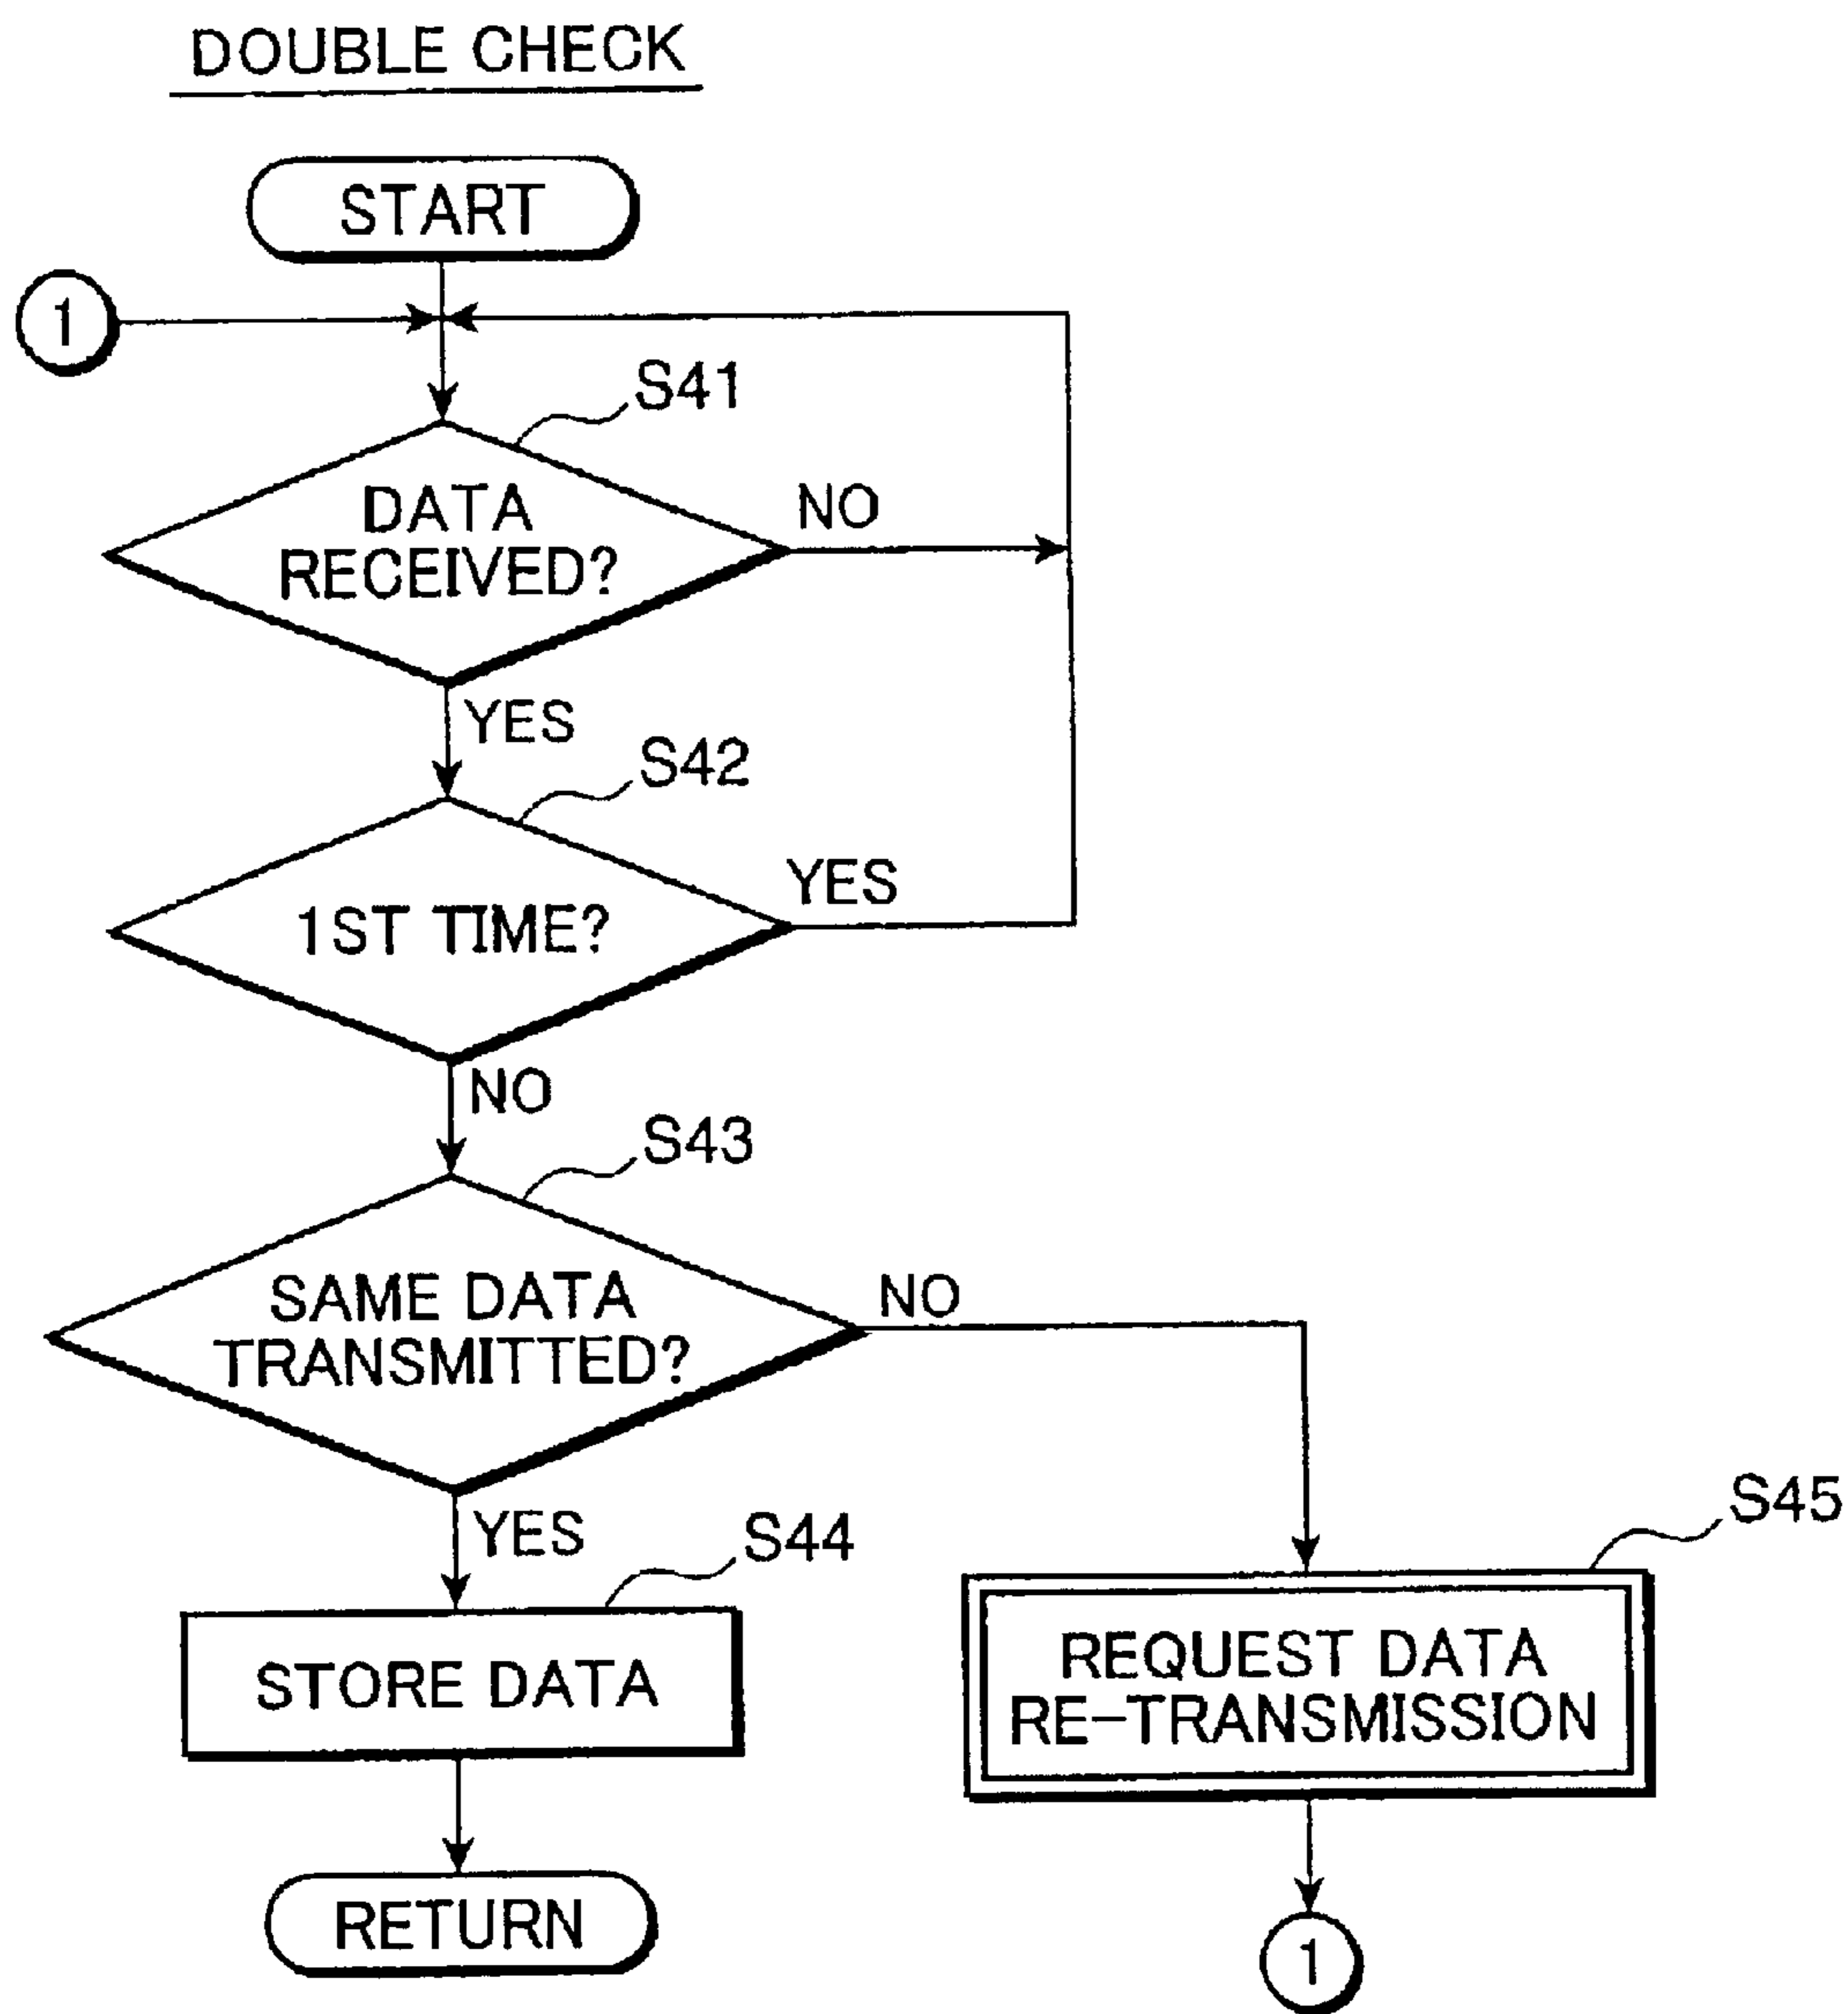 DOUBLE CHECK
START
1
S41
DATA
RECEIVED?
NO
YES
S42
1ST TIME?
YES
NO
S43
SAME DATA
TRANSMITTED?
NO
YES
S44
STORE DATA
S45
REQUEST DATA
RE-TRANSMISSION
RETURN
1